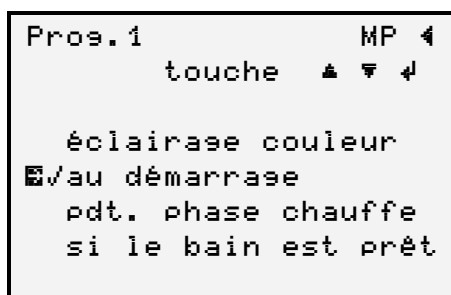 Prog.1 MP ◀
touche ▲ ▼ ↲
éclairage couleur
➔√au démarrage
pdt. phase chauffe
si le bain est prêt